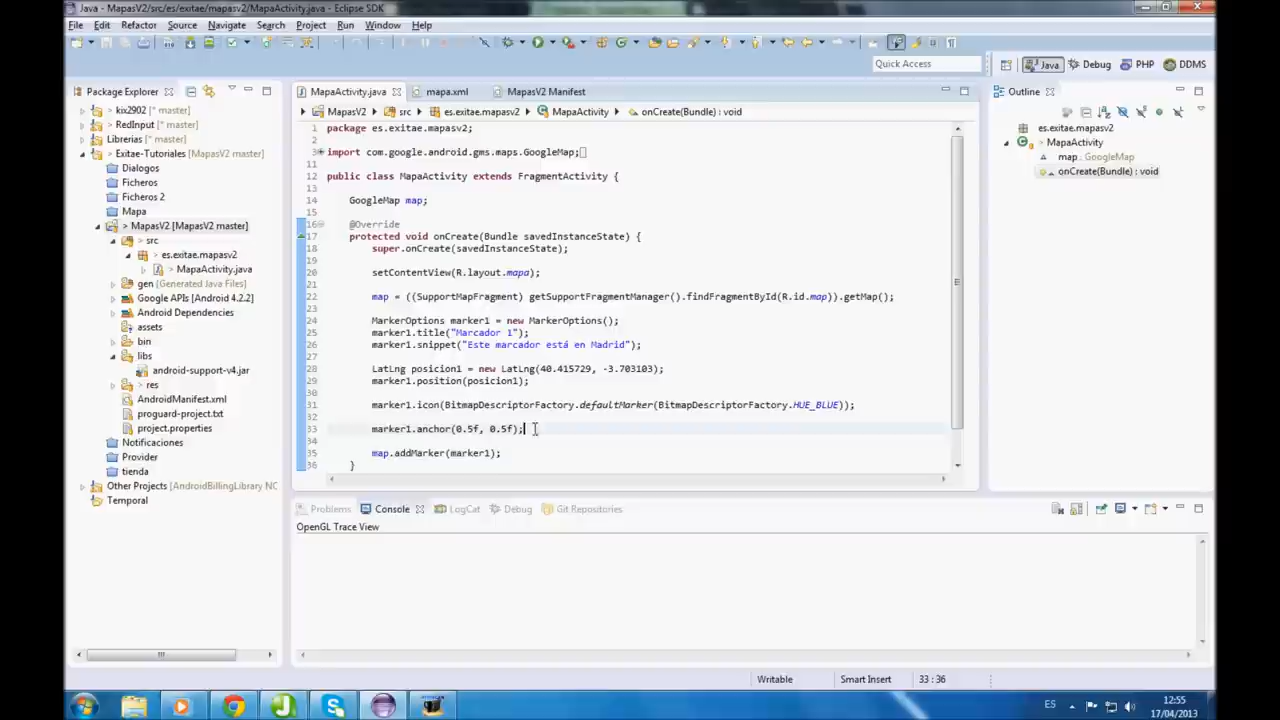 Java - MapasV2/src/es/exitae/mapasv2/MapaActivity.java - Eclipse SDK
File Edit Refactor Source Navigate Search Project Run Window Help
Quick Access
Java Debug PHP DDMS
Package Explorer
kix2902 [* master]
RedInput [* master]
Librerias [* master]
> Exitae-Tutoriales [MapasV2 master]
Dialogos
Ficheros
Ficheros 2
Mapa
> MapasV2 [MapasV2 master]
> src
> es.exitae.mapasv2
> MapaActivity.java
gen [Generated Java Files]
Google APIs [Android 4.2.2]
Android Dependencies
assets
bin
libs
android-support-v4.jar
> res
AndroidManifest.xml
proguard-project.txt
project.properties
Notificaciones
Provider
tienda
Other Projects [AndroidBillingLibrary NC
Temporal
MapaActivity.java mapa.xml MapasV2 Manifest
MapasV2 src es.exitae.mapasv2 MapaActivity onCreate(Bundle) : void
1 package es.exitae.mapasv2;
2
3 import com.google.android.gms.maps.GoogleMap;
11
12 public class MapaActivity extends FragmentActivity {
13
14 GoogleMap map;
15
16 @Override
17 protected void onCreate(Bundle savedInstanceState) {
18 super.onCreate(savedInstanceState);
19
20 setContentView(R.layout.mapa);
21
22 map = ((SupportMapFragment) getSupportFragmentManager().findFragmentById(R.id.map)).getMap();
23
24 MarkerOptions marker1 = new MarkerOptions();
25 marker1.title("Marcador 1");
26 marker1.snippet("Este marcador está en Madrid");
27
28 LatLng posicion1 = new LatLng(40.415729, -3.703103);
29 marker1.position(posicion1);
30
31 marker1.icon(BitmapDescriptorFactory.defaultMarker(BitmapDescriptorFactory.HUE_BLUE));
32
33 marker1.anchor(0.5f, 0.5f);
34
35 map.addMarker(marker1);
36 }
Outline
es.exitae.mapasv2
MapaActivity
map : GoogleMap
onCreate(Bundle) : void
Problems Console LogCat Debug Git Repositories
OpenGL Trace View
Writable Smart Insert 33 : 36
ES 12:55
17/04/2013